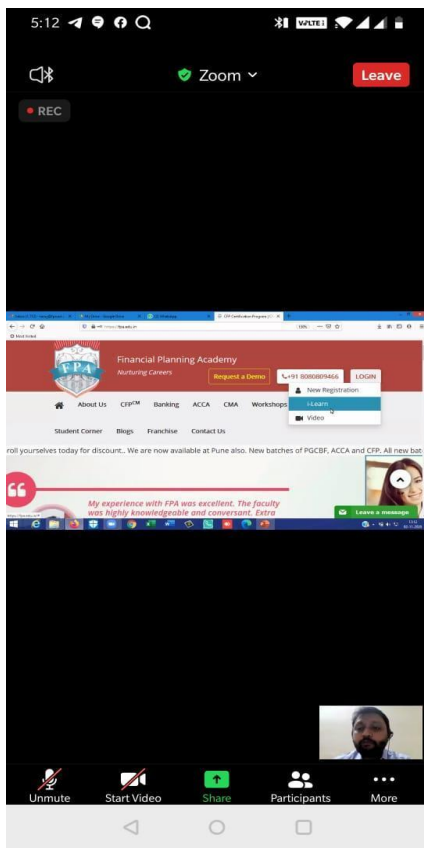 5:12
VoLTE
Zoom
Leave
REC
Financial Planning Academy
FPA
Nurturing Careers
Request a Demo
+91 8080809466
LOGIN
New Registration
i-Learn
Video
About Us CFPCM Banking ACCA CMA Workshops
Student Corner Blogs Franchise Contact Us
roll yourselves today for discount.. We are now available at Pune also. New batches of PGCBF, ACCA and CFP. All new bat
My experience with FPA was excellent. The faculty
was highly knowledgeable and conversant. Extra
Leave a message
Unmute
Start Video
Share
Participants
More